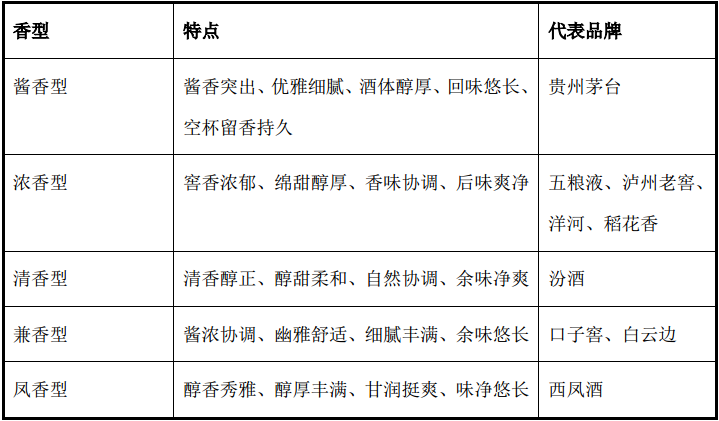 香型 特点 代表品牌
酱香型 酱香突出、优雅细腻、酒体醇厚、回味悠长、 贵州茅台
空杯留香持久
浓香型 窖香浓郁、绵甜醇厚、香味协调、后味爽净 五粮液、泸州老窖、
洋河、稻花香
清香型 清香醇正、醇甜柔和、自然协调、余味净爽 汾酒
兼香型 酱浓协调、幽雅舒适、细腻丰满、余味悠长 口子窖、白云边
凤香型 醇香秀雅、醇厚丰满、甘润挺爽、味净悠长 西凤酒